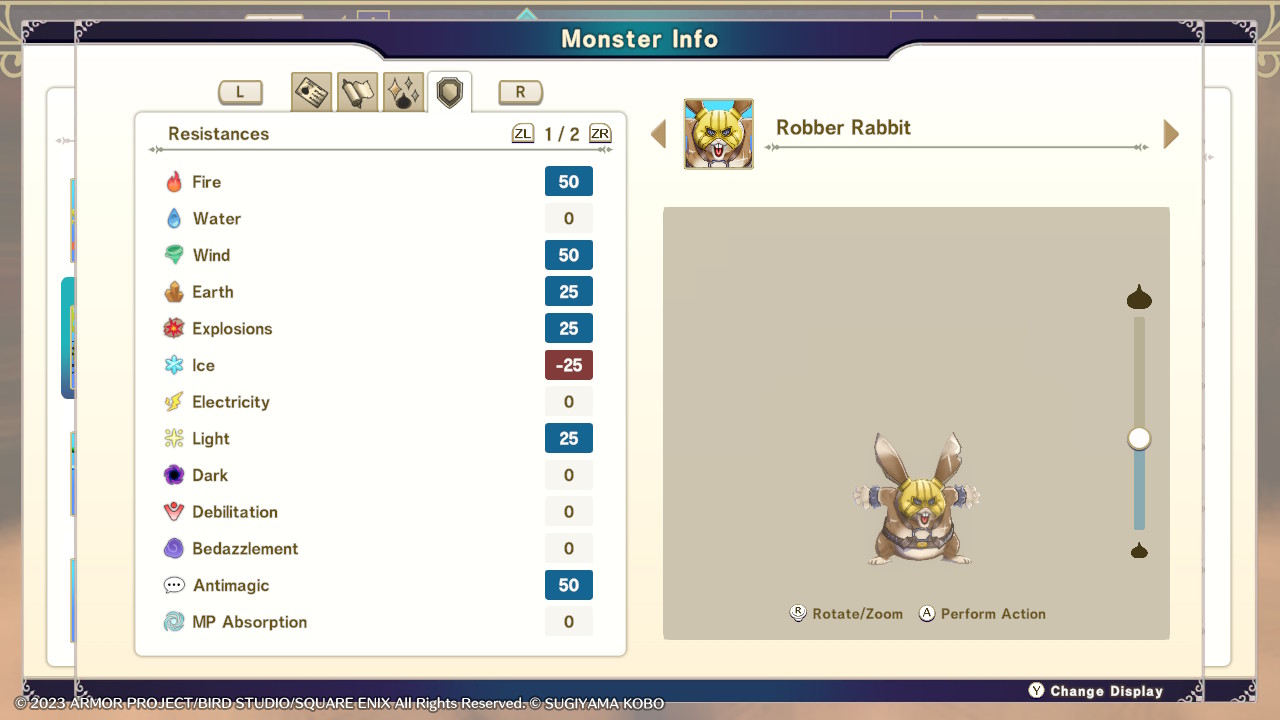 Monster Info
L
R
Resistances
ZL 1 / 2 ZR
Fire 50
Water 0
Wind 50
Earth 25
Explosions 25
Ice -25
Electricity 0
Light 25
Dark 0
Debilitation 0
Bedazzlement 0
Antimagic 50
MP Absorption 0
Robber Rabbit
R Rotate/Zoom A Perform Action
Y Change Display
© 2023 ARMOR PROJECT/BIRD STUDIO/SQUARE ENIX All Rights Reserved. © SUGIYAMA KOBO